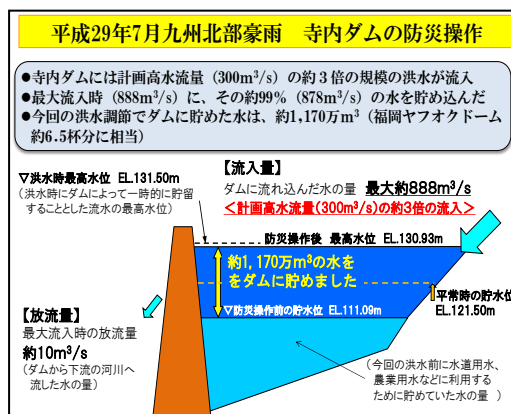 平成29年7月九州北部豪雨　寺内ダムの防災操作
●寺内ダムには計画高水流量（300m³/s）の約３倍の規模の洪水が流入
●最大流入時（888m³/s）に、その約99%（878m³/s）の水を貯め込んだ
●今回の洪水調節でダムに貯めた水は、約1,170万m³（福岡ヤフオクドーム
約6.5杯分に相当）
▽洪水時最高水位 EL.131.50m
（洪水時にダムによって一時的に貯留
することとした流水の最高水位）
【流入量】
ダムに流れ込んだ水の量　最大約888m³/s
＜計画高水流量(300m³/s)の約3倍の流入＞
防災操作後　最高水位　EL.130.93m
約1,170万m³の水を
をダムに貯めました
▽防災操作前の貯水位 EL.111.09m
平常時の貯水位
EL.121.50m
【放流量】
最大流入時の放流量
約10m³/s
（ダムから下流の河川へ
流した水の量）
（今回の洪水前に水道用水、
農業用水などに利用する
ために貯めていた水の量　）